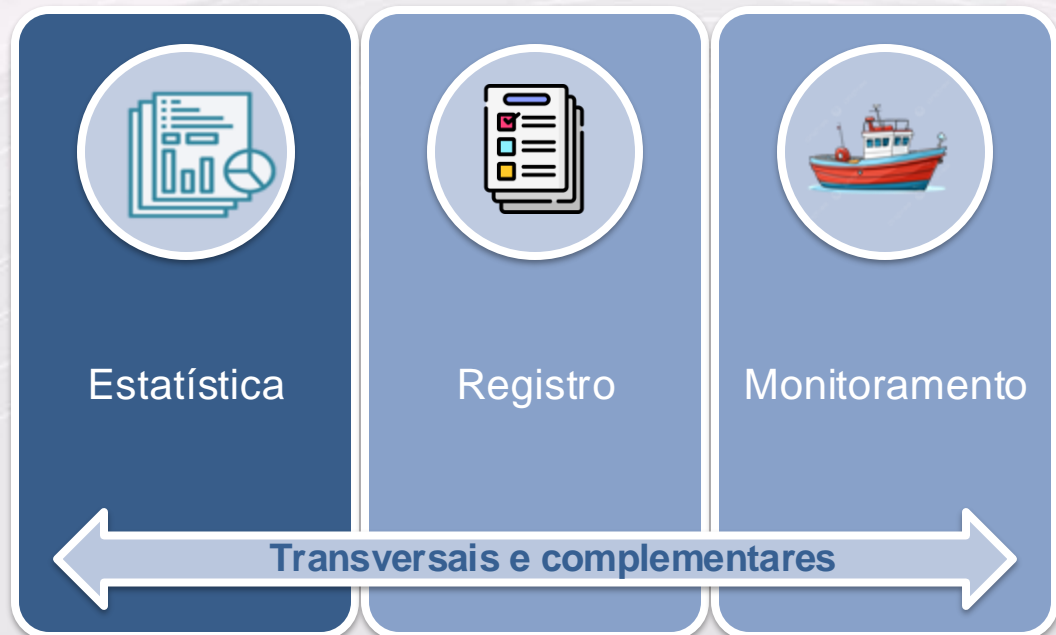 Estatística
Registro
Monitoramento
Transversais e complementares